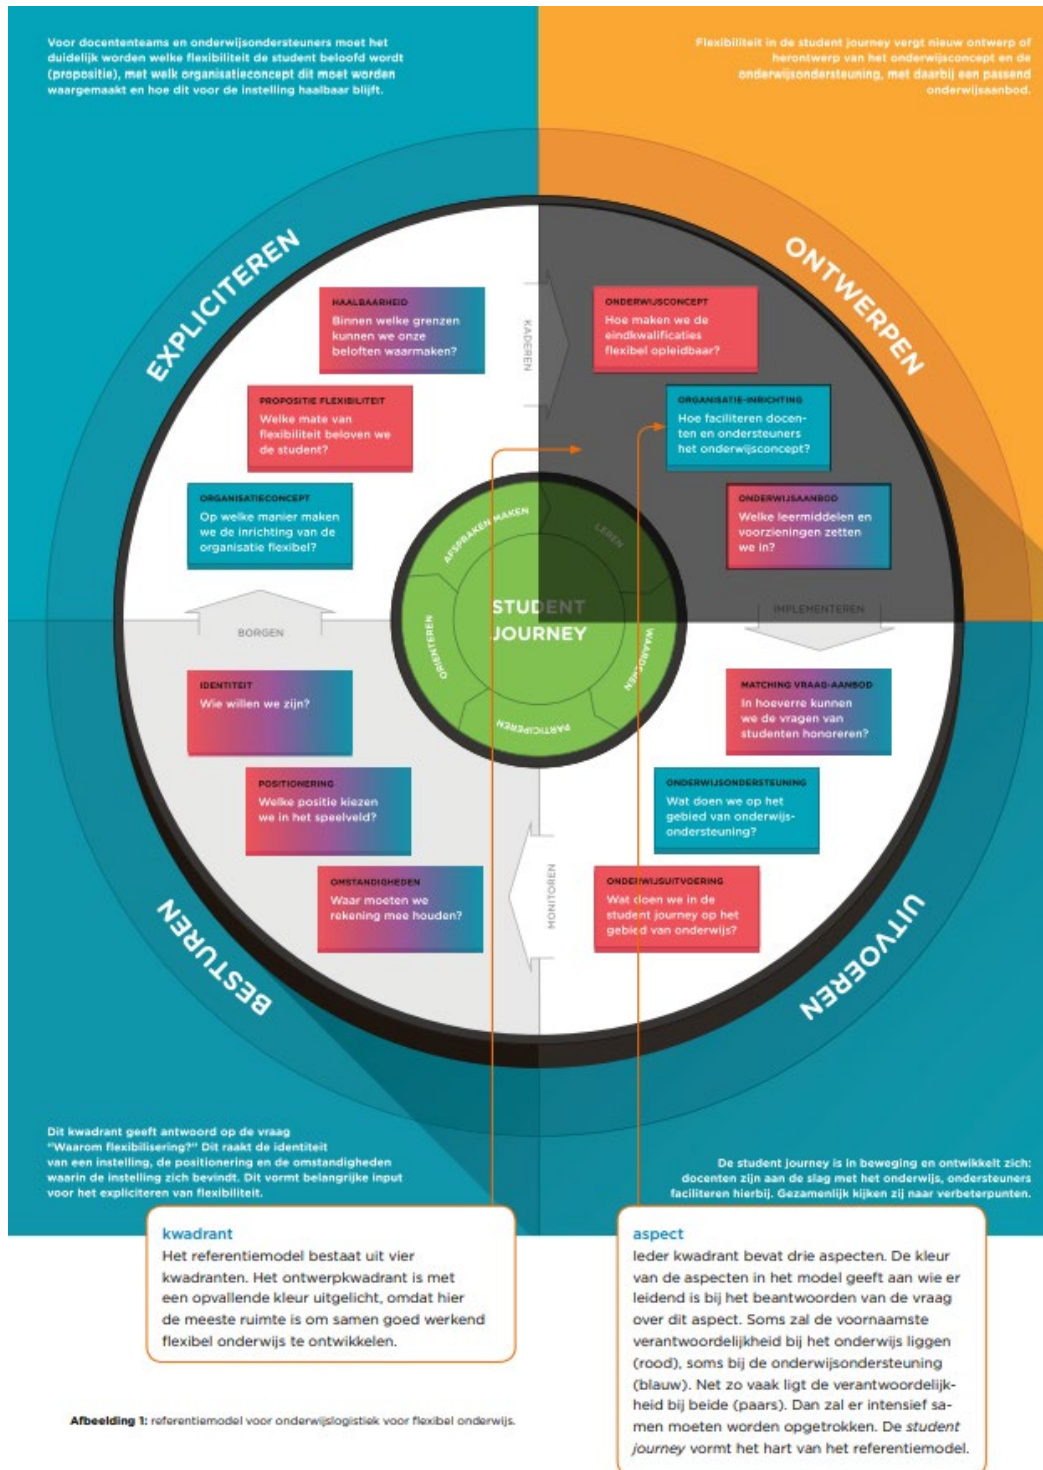 Voor docententeams en onderwijsondersteuners moet het
duidelijk worden welke flexibiliteit de student beloofd wordt
(propositie), met welk organisatieconcept dit moet worden
waargemaakt en hoe dit voor de instelling haalbaar blijft.
Flexibiliteit in de student journey vergt nieuw ontwerp of
herontwerp van het onderwijsconcept en de
onderwijsondersteuning, met daarbij een passend
onderwijsaanbod.
EXPLICITEREN
ONTWERPEN
HAALBAARHEID
Binnen welke grenzen
kunnen we onze
beloften waarmaken?
KADEREN
ONDERWIJSCONCEPT
Hoe maken we de
eindkwalificaties
flexibel opleidbaar?
PROPOSITIE FLEXIBILITEIT
Welke mate van
flexibiliteit beloven we
de student?
ORGANISATIE-INRICHTING
Hoe faciliteren docen-
ten en ondersteuners
het onderwijsconcept?
ORGANISATIECONCEPT
Op welke manier maken
we de inrichting van de
organisatie flexibel?
ONDERWIJSAANBOD
Welke leermiddelen en
voorzieningen zetten
we in?
AFSPRAKEN MAKEN
LEREN
STUDENT
JOURNEY
ORIENTEREN
WAARDEREN
PARTICIPEREN
BORGEN
IMPLEMENTEREN
IDENTITEIT
Wie willen we zijn?
MATCHING VRAAG-AANBOD
In hoeverre kunnen
we de vragen van
studenten honoreren?
POSITIONERING
Welke positie kiezen
we in het speelveld?
ONDERWIJSONDERSTEUNING
Wat doen we op het
gebied van onderwijs-
ondersteuning?
OMSTANDIGHEDEN
Waar moeten we
rekening mee houden?
MONITOREN
ONDERWIJSUITVOERING
Wat doen we in de
student journey op het
gebied van onderwijs?
BESTUREN
UITVOEREN
Dit kwadrant geeft antwoord op de vraag
"Waarom flexibilisering?" Dit raakt de identiteit
van een instelling, de positionering en de omstandigheden
waarin de instelling zich bevindt. Dit vormt belangrijke input
voor het expliciteren van flexibiliteit.
De student journey is in beweging en ontwikkelt zich:
docenten zijn aan de slag met het onderwijs, ondersteuners
faciliteren hierbij. Gezamenlijk kijken zij naar verbeterpunten.
kwadrant
Het referentiemodel bestaat uit vier
kwadranten. Het ontwerpkwadrant is met
een opvallende kleur uitgelicht, omdat hier
de meeste ruimte is om samen goed werkend
flexibel onderwijs te ontwikkelen.
aspect
Ieder kwadrant bevat drie aspecten. De kleur
van de aspecten in het model geeft aan wie er
leidend is bij het beantwoorden van de vraag
over dit aspect. Soms zal de voornaamste
verantwoordelijkheid bij het onderwijs liggen
(rood), soms bij de onderwijsondersteuning
(blauw). Net zo vaak ligt de verantwoordelijk-
heid bij beide (paars). Dan zal er intensief sa-
men moeten worden opgetrokken. De student
journey vormt het hart van het referentiemodel.
Afbeelding 1: referentiemodel voor onderwijslogistiek voor flexibel onderwijs.